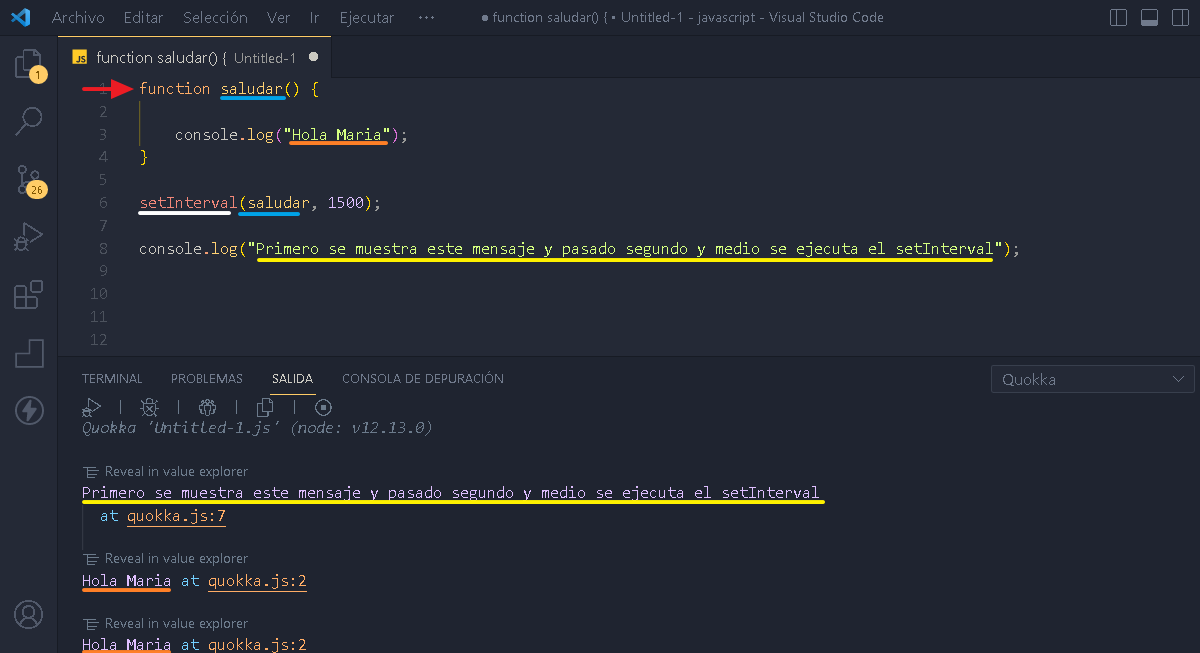 Archivo Editar Selección Ver Ir Ejecutar ··· ● function saludar() { • Untitled-1 - javascript - Visual Studio Code
JS function saludar() { Untitled-1 ●
1
1 function saludar() {
2
3 console.log("Hola Maria");
4 }
5
26
6 setInterval(saludar, 1500);
7
8 console.log("Primero se muestra este mensaje y pasado segundo y medio se ejecuta el setInterval");
9
10
11
12
TERMINAL PROBLEMAS SALIDA CONSOLA DE DEPURACIÓN Quokka
Quokka 'Untitled-1.js' (node: v12.13.0)
Reveal in value explorer
Primero se muestra este mensaje y pasado segundo y medio se ejecuta el setInterval
at quokka.js:7
Reveal in value explorer
Hola Maria at quokka.js:2
Reveal in value explorer
Hola Maria at quokka.js:2